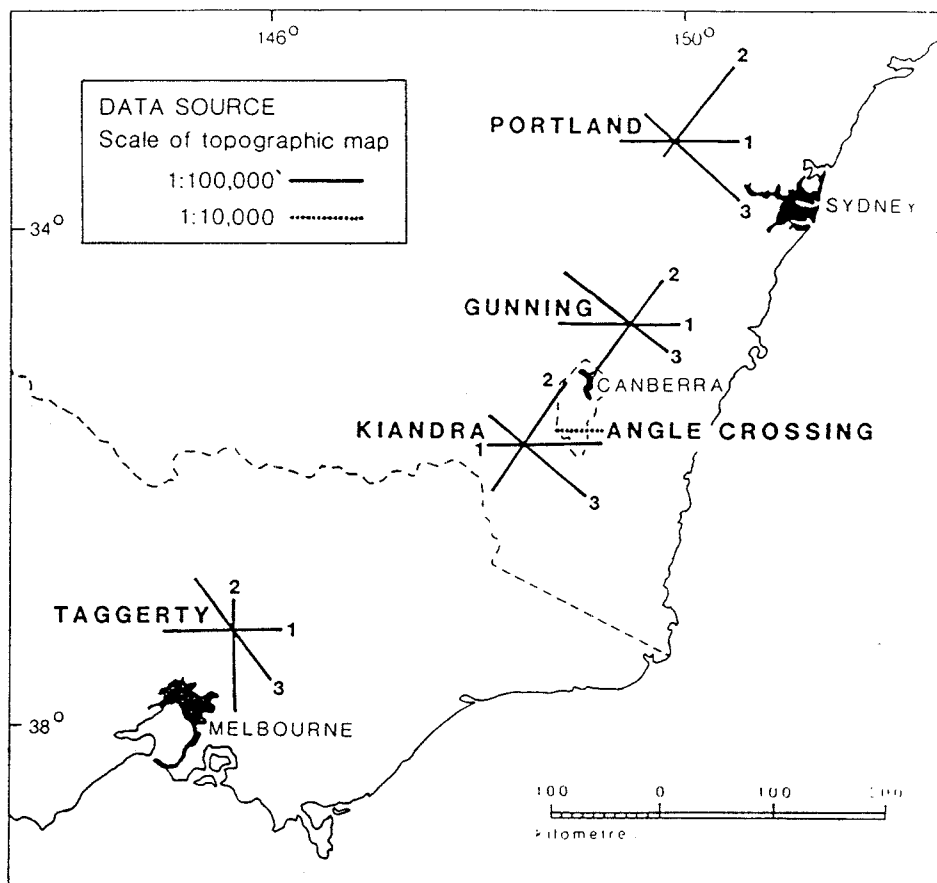 146°
150°
DATA SOURCE
Scale of topographic map
1:100,000
1:10,000
2
PORTLAND
1
3
SYDNEY
34°
2
GUNNING
1
3
2
CANBERRA
KIANDRA
ANGLE CROSSING
1
3
2
TAGGERTY
1
3
38°
MELBOURNE
100 0 100
kilometre